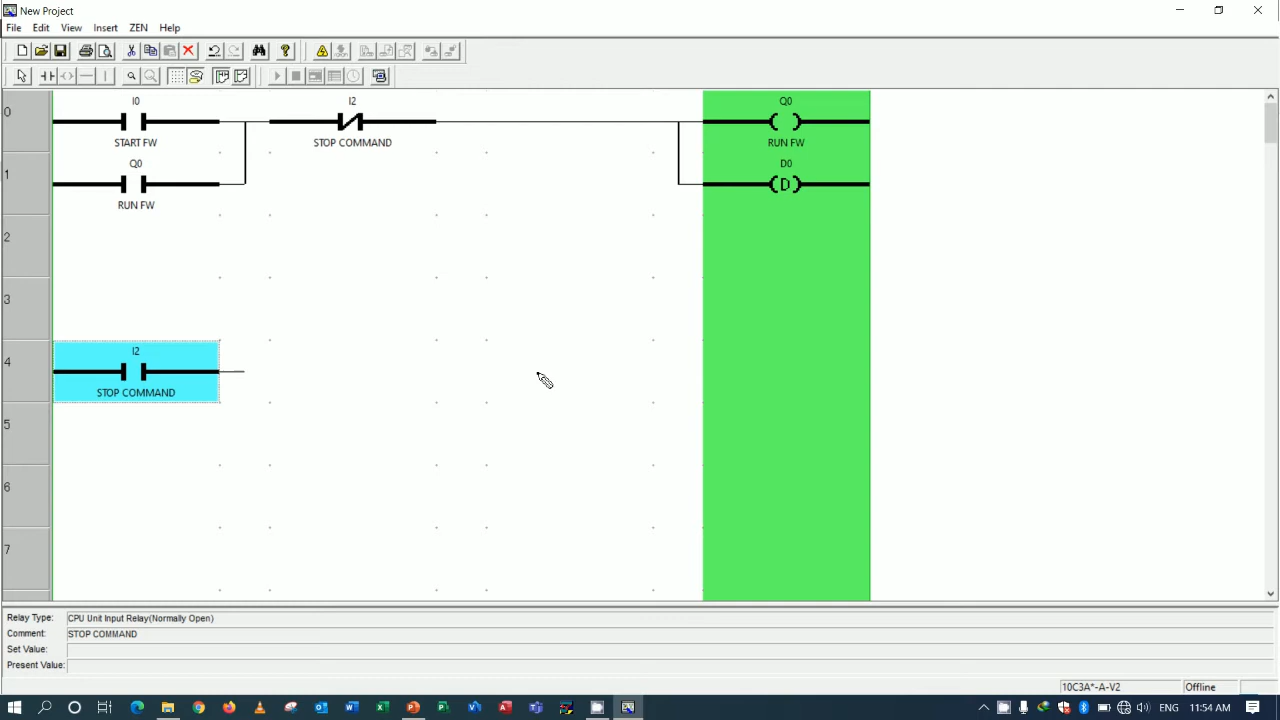 New Project
File Edit View Insert ZEN Help
0
I0
START FW
I2
STOP COMMAND
Q0
RUN FW
1
Q0
RUN FW
D0
D
2
3
4
I2
STOP COMMAND
5
6
7
Relay Type: CPU Unit Input Relay(Normally Open)
Comment: STOP COMMAND
Set Value:
Present Value:
10C3A*-A-V2 Offline
ENG 11:54 AM